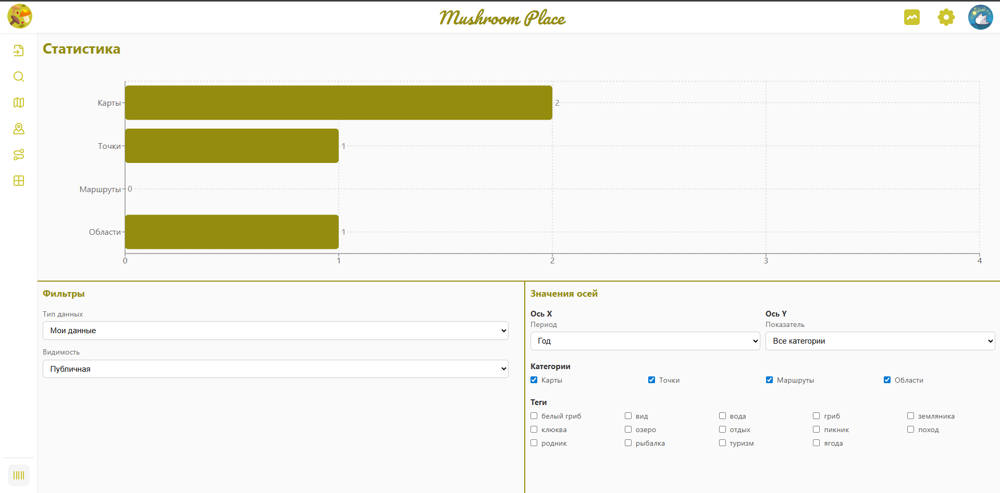 Mushroom Place
Статистика
Карты 2
Точки 1
Маршруты 0
Области 1
0 1 2 3 4
Фильтры
Тип данных
Мои данные
Видимость
Публичная
Значения осей
Ось X Ось Y
Период Показатель
Год Все категории
Категории
Карты Точки Маршруты Области
Теги
белый гриб вид вода гриб земляника
клюква озеро отдых пикник поход
родник рыбалка туризм ягода